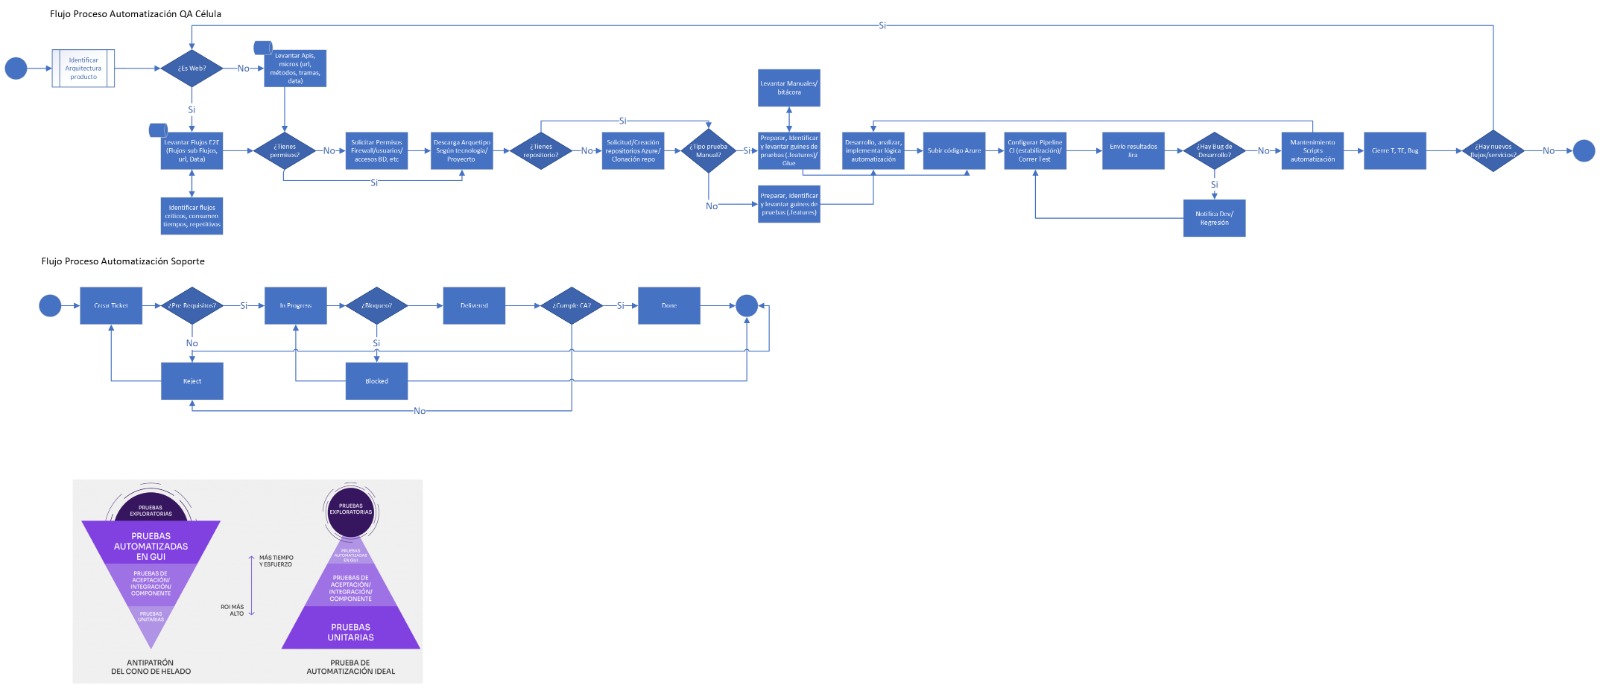 Flujo Proceso Automatización QA Célula
Si
Identificar
Arquitectura
producto
¿Es Web?
No
Levantar Apis,
micros (url,
métodos, tramas,
data)
Si
Levantar Flujos E2E
(Flujos-sub Flujos,
url, Data)
¿Tienes
permisos?
No
Solicitar Permisos
Firewall/usuarios/
accesos BD, etc
Descarga Arquetipo
Según tecnología/
Proyecrto
Si
Identificar flujos
críticos, consumen
tiempos, repetitivos
¿Tienes
repositorio?
Si
No
Solicitud/Creación
repositorios Azure/
Clonación repo
¿Tipo prueba
Manual?
Si
No
Levantar Manuales/
bitácora
Preparar, Identificar
y levantar guines de
pruebas (.features)/
Glue
Preparar, Identificar
y levantar guines de
pruebas (.features)
Desarrollo, analizar,
implementar lógica
automatización
Subir código Azure
Configurar Pipeline
CI (estabilización)/
Correr Test
Envío resultados
Jira
¿Hay Bug de
Desarrollo?
No
Si
Notifica Dev/
Regresión
Mantenimiento
Scripts
automatización
Cierre T, TE, Bug
¿Hay nuevos
flujos/servicios?
No
Flujo Proceso Automatización Soporte
Crear Ticket
¿Pre Requisitos?
Si
In Progress
¿Bloqueo?
Delivered
¿Cumple CA?
Si
Done
No
Si
Reject
Blocked
No
PRUEBAS
EXPLORATORIAS
PRUEBAS
AUTOMATIZADAS
EN GUI
PRUEBAS DE
ACEPTACIÓN/
INTEGRACIÓN/
COMPONENTE
PRUEBAS
UNITARIAS
ANTIPATRÓN
DEL CONO DE HELADO
MÁS TIEMPO
Y ESFUERZO
ROI MÁS
ALTO
PRUEBAS
EXPLORATORIAS
PRUEBAS
AUTOMATIZADAS
EN GUI
PRUEBAS DE
ACEPTACIÓN/
INTEGRACIÓN/
COMPONENTE
PRUEBAS
UNITARIAS
PRUEBA DE
AUTOMATIZACIÓN IDEAL